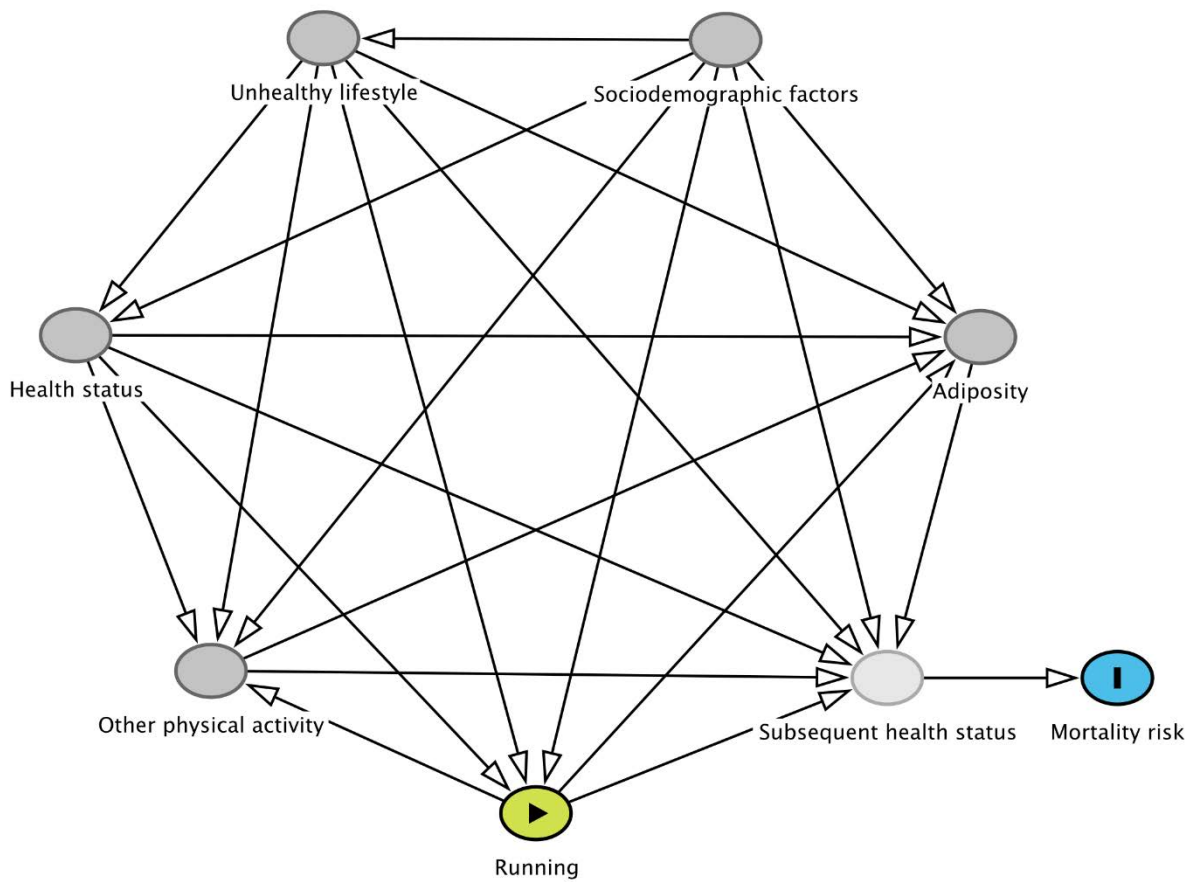 Unhealthy lifestyle
Sociodemographic factors
Health status
Adiposity
Other physical activity
Subsequent health status
Mortality risk
Running